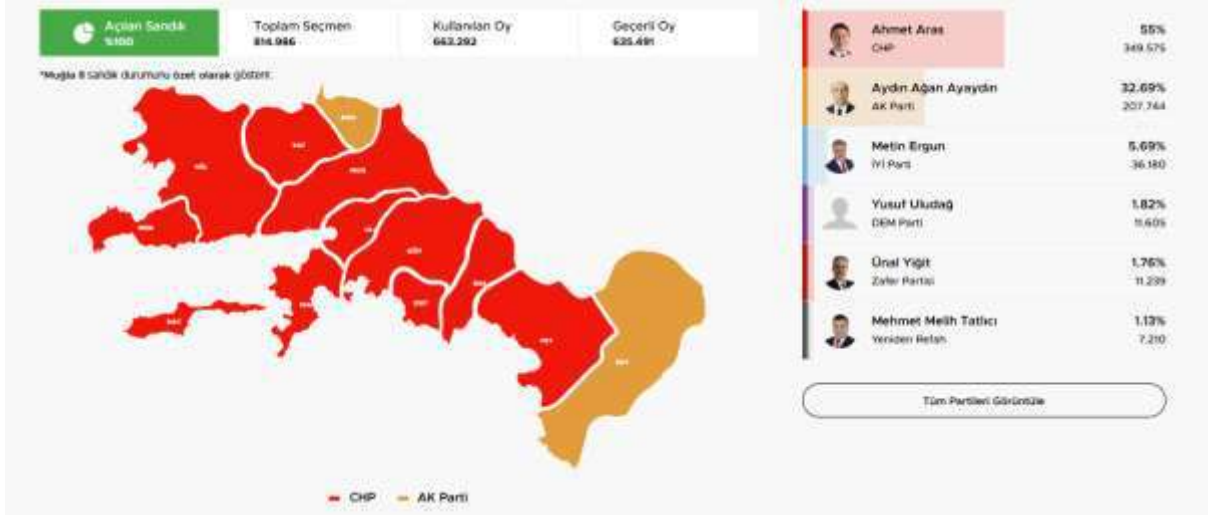 Açılan Sandık
%100
Toplam Seçmen
814.986
Kullanılan Oy
663.292
Geçerli Oy
635.491
*Muğla ili sandık durumunu özet olarak gösterir.
CHP
AK Parti
Ahmet Aras
55%
CHP
349.575
Aydın Ağan Ayaydın
32.69%
AK Parti
207.744
Metin Ergun
5.69%
İYİ Parti
36.180
Yusuf Uludağ
1.82%
DEM Parti
11.605
Ünal Yiğit
1.76%
Zafer Partisi
11.239
Mehmet Melih Tatlıcı
1.13%
Yeniden Refah
7.210
Tüm Partileri Görüntüle